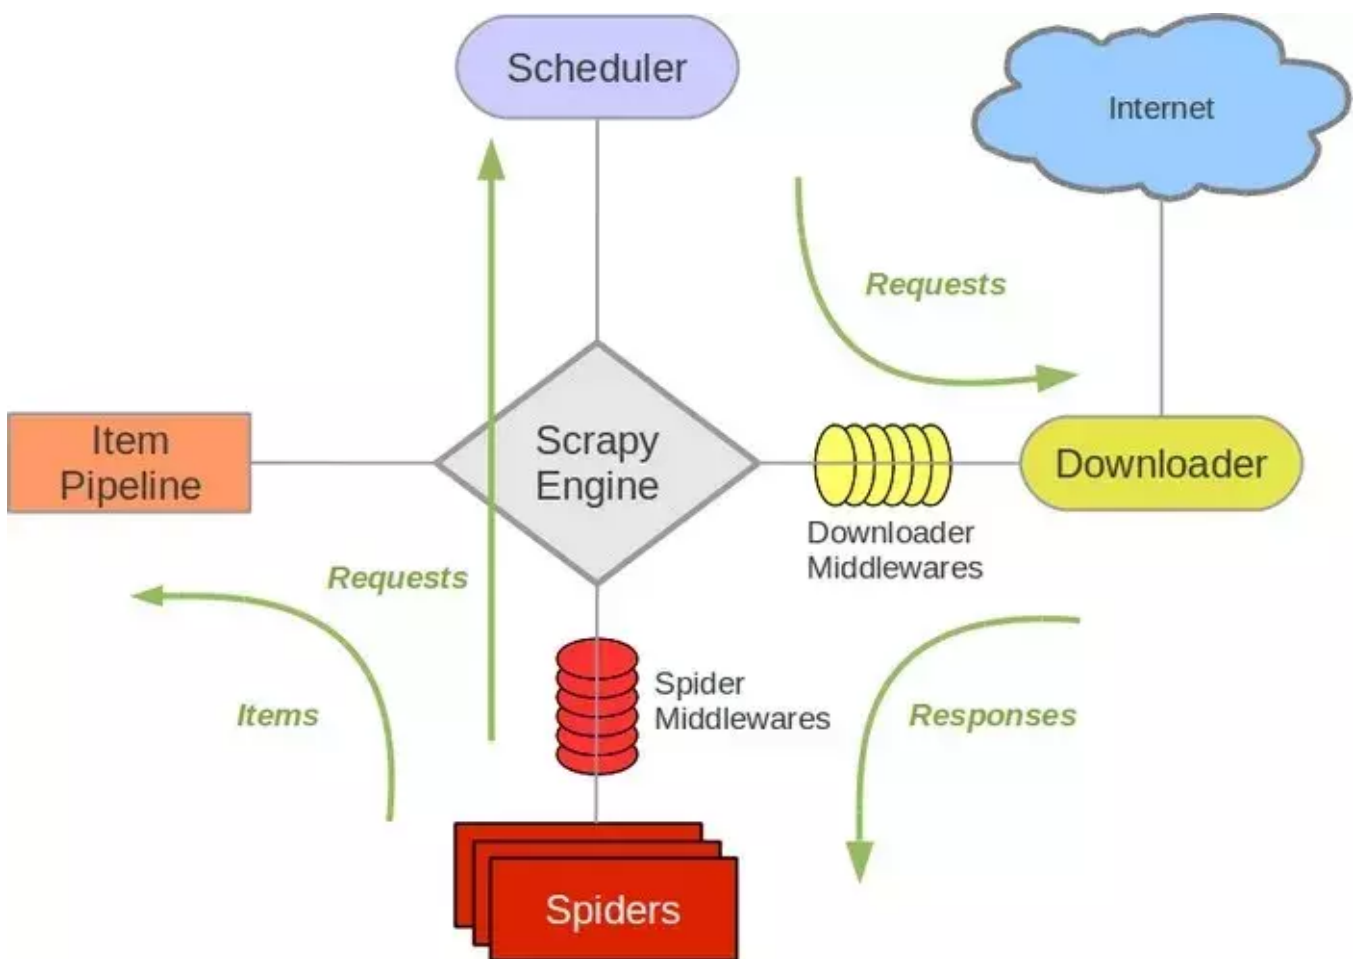 Scheduler
Internet
Requests
Item
Pipeline
Scrapy
Engine
Downloader
Downloader
Middlewares
Requests
Items
Spider
Middlewares
Responses
Spiders